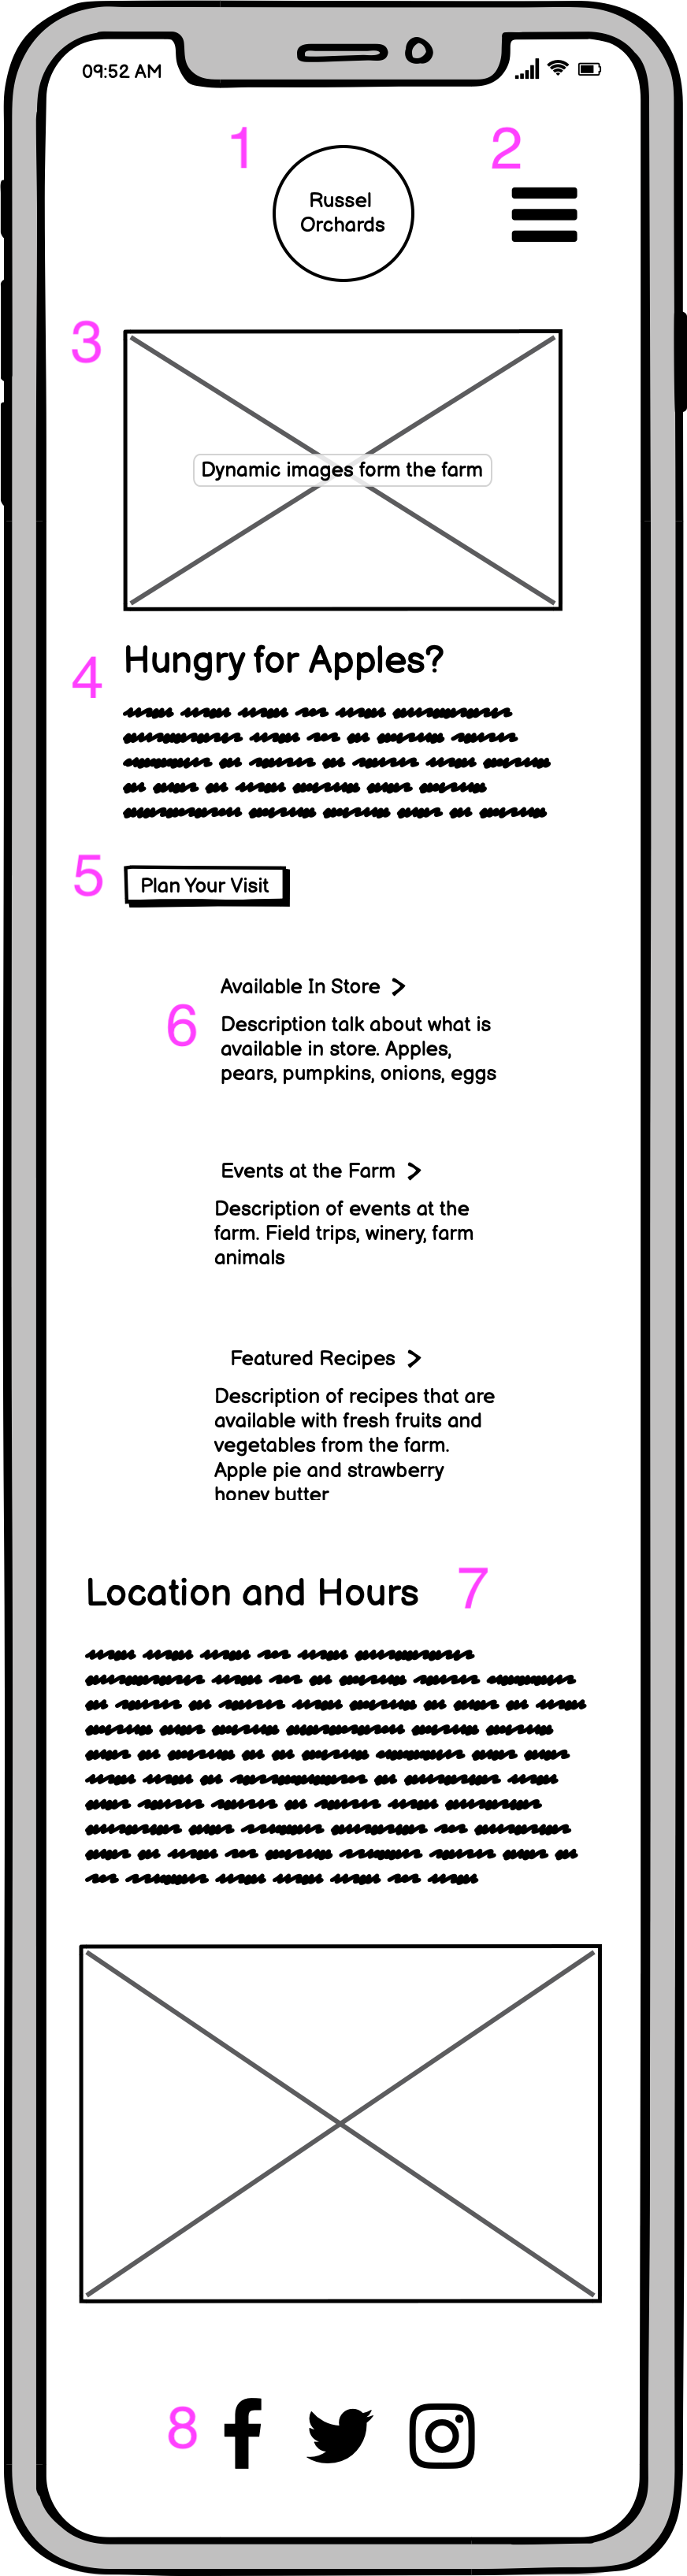 09:52 AM
1
2
Russel
Orchards
3
Dynamic images form the farm
4
Hungry for Apples?
5
Plan Your Visit
Available In Store >
6
Description talk about what is
available in store. Apples,
pears, pumpkins, onions, eggs
Events at the Farm >
Description of events at the
farm. Field trips, winery, farm
animals
Featured Recipes >
Description of recipes that are
available with fresh fruits and
vegetables from the farm.
Apple pie and strawberry
honey butter
Location and Hours
7
8